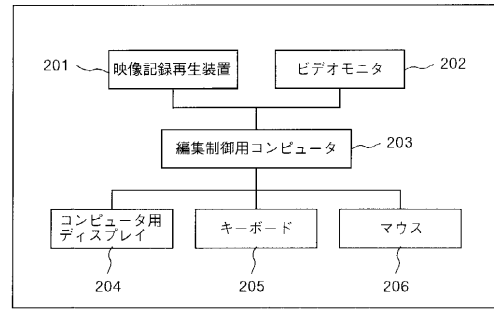 201
映像記録再生装置
ビデオモニタ
202
編集制御用コンピュータ
203
コンピュータ用
ディスプレイ
キーボード
マウス
204
205
206